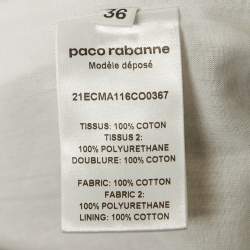 36
paco rabanne
Modèle déposé
21ECMA116CO0367
TISSUS: 100% COTON
TISSUS 2:
100% POLYURETHANE
DOUBLURE: 100% COTON
FABRIC: 100% COTTON
FABRIC 2:
100% POLYURETHANE
LINING: 100% COTTON